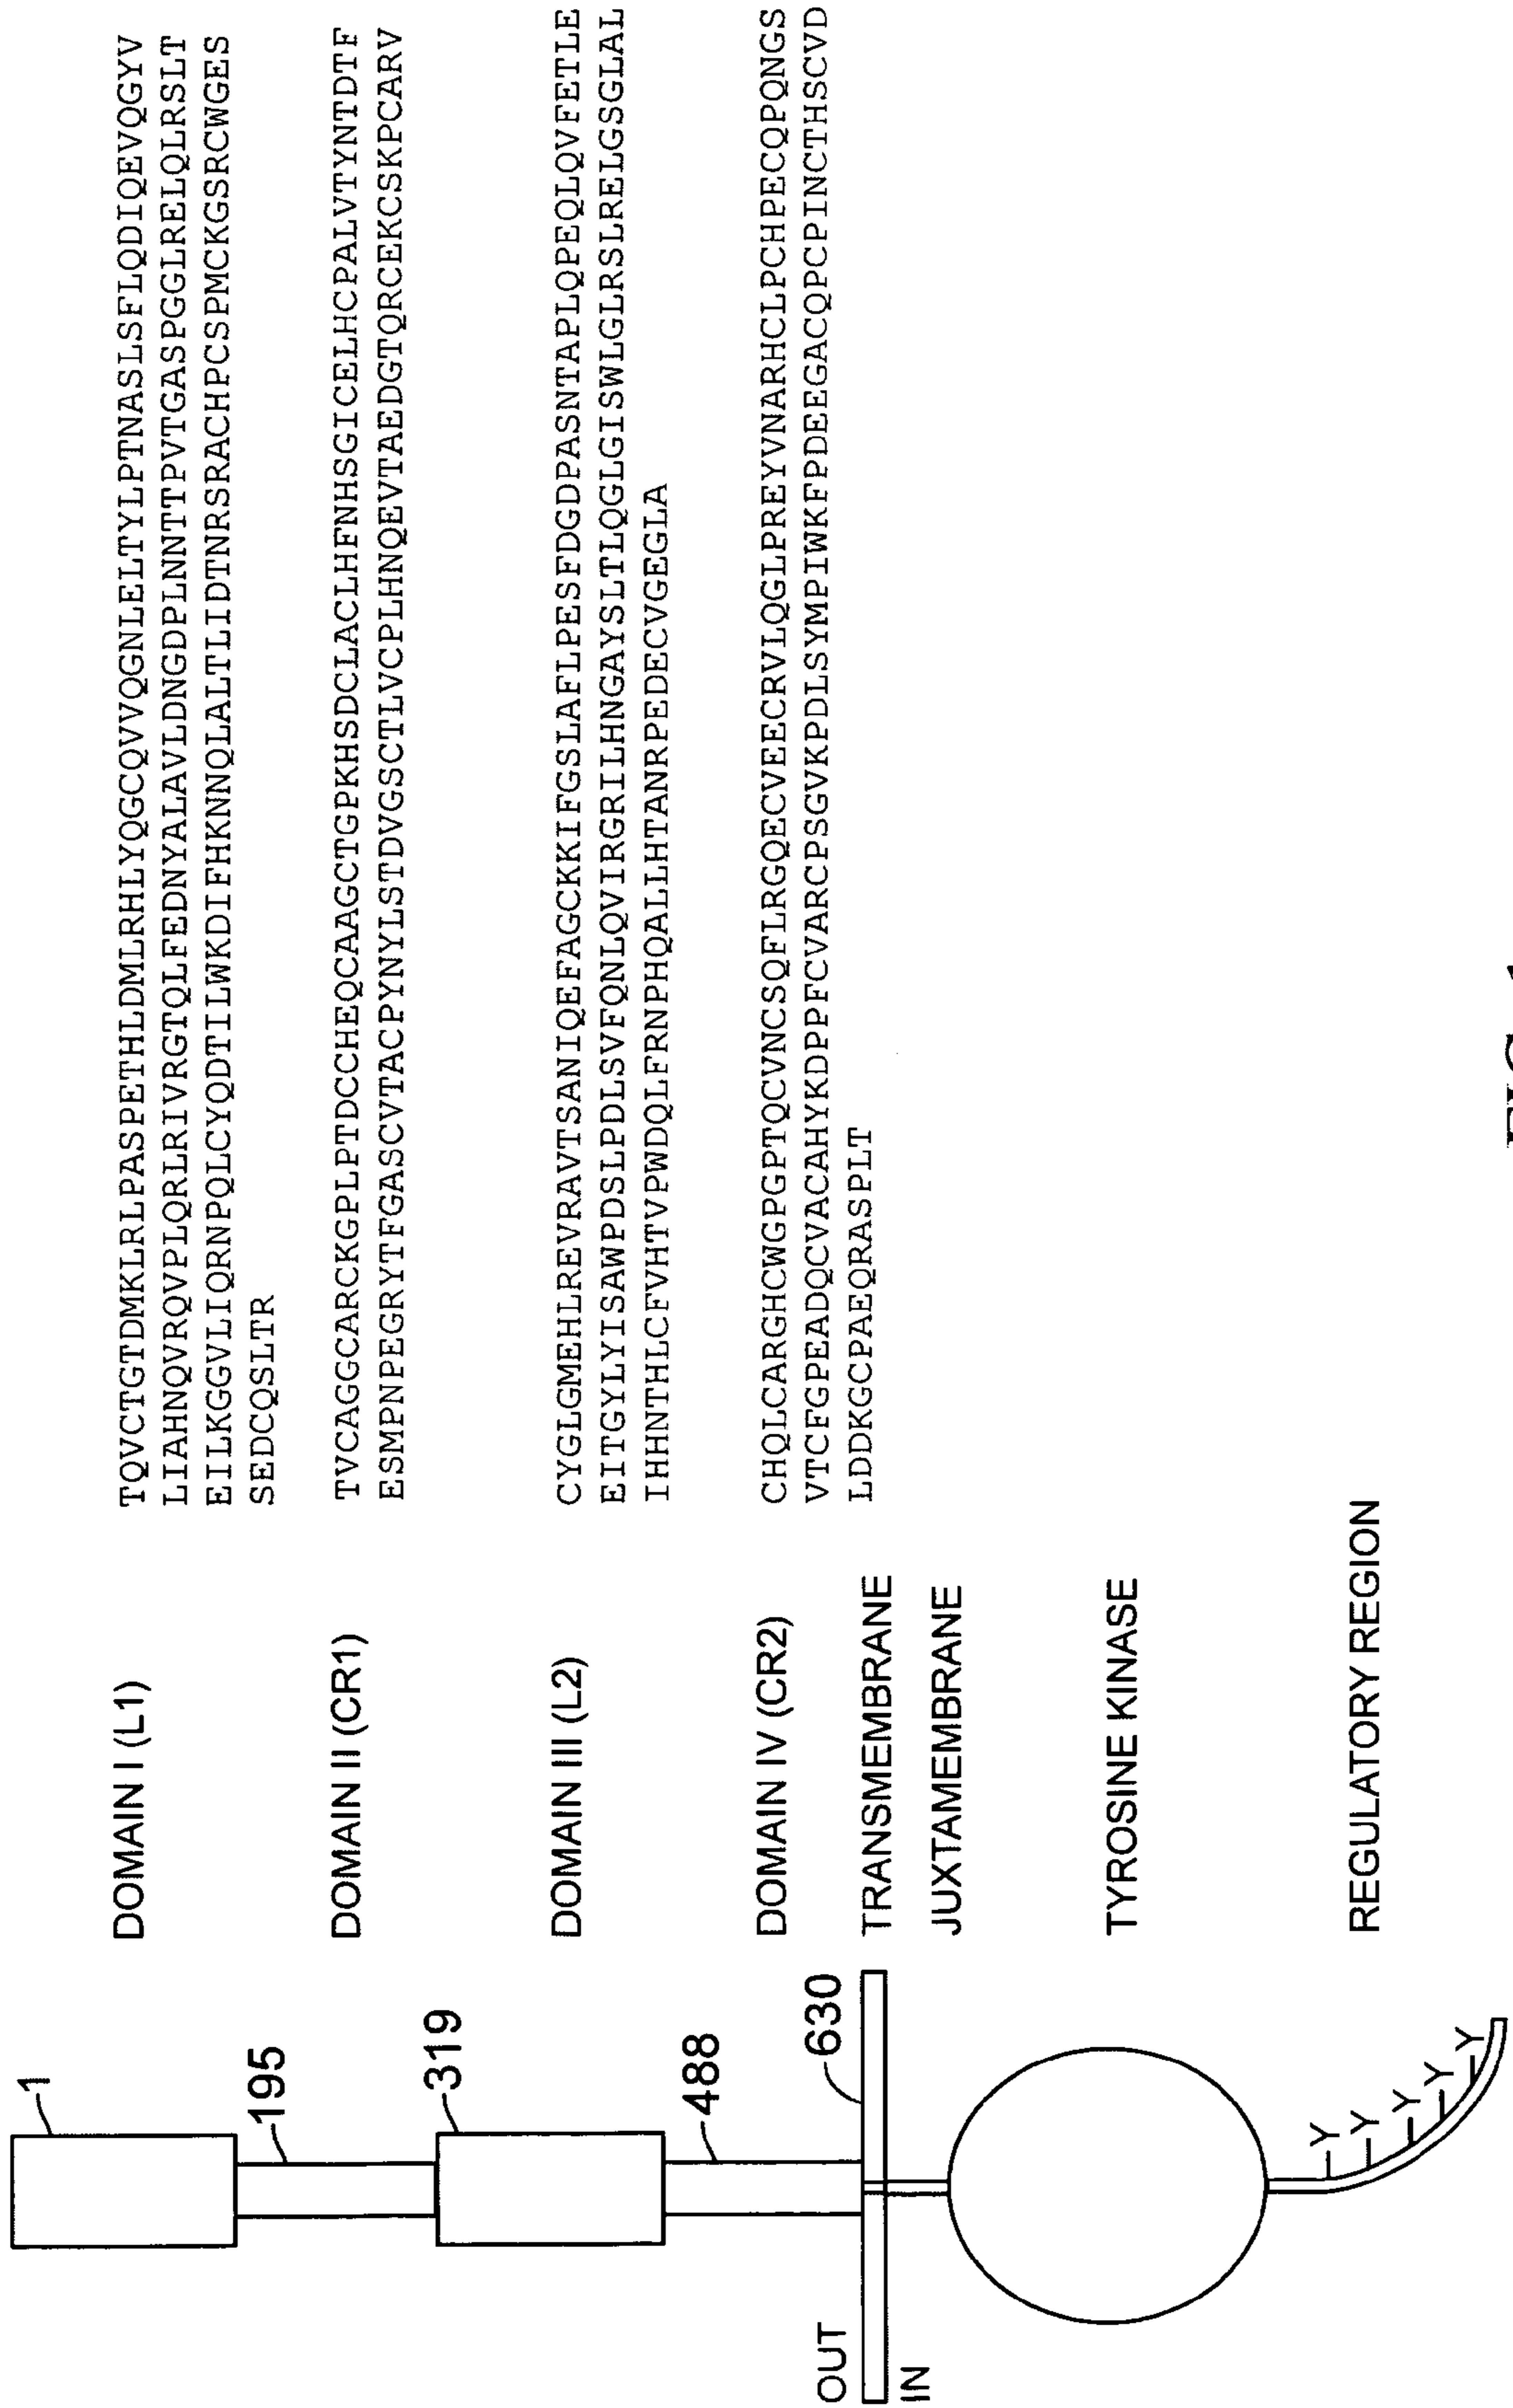 1
DOMAIN I (L1)
TQVCTGTDMKLRLPASPETHLDMLRHLYQGCQVVQGNLELTYLPTNASLSFLQDIQEVQGYV
LIAHNQVRQVPLQRLRIVRGTQLFEDNYALAVLDNGDPLNNTTPVTGASPGGLRELQLRSLT
EILKGGVLIQRNPQLCYQDTILWKDIFHKNNQLALTLIDTNRSRACHPCSPMCKGSRCWGES
SEDCQSLTR
195
DOMAIN II (CR1)
TVCAGGCARCKGPLPTDCCHEQCAAGCTGPKHSDCLACLHFNHSGICELHCPALVTYNTDTF
ESMPNPEGRYTFGASCVTACPYNYLSTDVGSCTLVCPLHNQEVTAEDGTQRCEKCSKPCARV
319
DOMAIN III (L2)
CYGLGMEHLREVRAVTSANIQEFAGCKKIFGSLAFLPESFDGDPASNTAPLQPEQLQVFETLE
EITGYLYISAWPDSLPDLSVFQNLQVIRGRILHNGAYSLTLQGLGISWLGLRSLRELGSGLAL
IHHNTHLCFVHTVPWDQLFRNPHQALLHTANRPEDECVGEGLA
488
DOMAIN IV (CR2)
CHQLCARGHCWGPGPTQCVNCSQFLRGQECVEECRVLQGLPREYVNARHCLPCHPECQPQNGS
VTCFGPEADQCVACAHYKDPPFCVARCPSGVKPDLSYMPIWKFPDEEGACQPCPINCTHSCVD
LDDKGCPAEQRASPLT
630
OUT
IN
TRANSMEMBRANE
JUXTAMEMBRANE
TYROSINE KINASE
REGULATORY REGION
Y
Y
Y
Y
Y